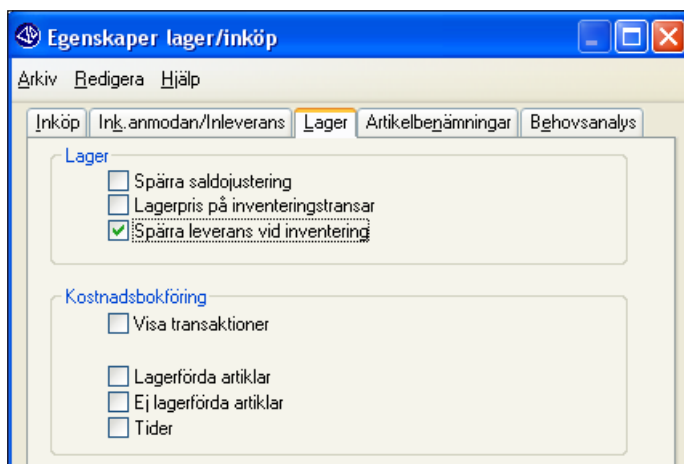 Egenskaper lager/inköp
Arkiv Redigera Hjälp
Inköp Ink.anmodan/Inleverans Lager Artikelbenämningar Behovsanalys
Lager
Spärra saldojustering
Lagerpris på inventeringstransar
Spärra leverans vid inventering
Kostnadsbokföring
Visa transaktioner
Lagerförda artiklar
Ej lagerförda artiklar
Tider